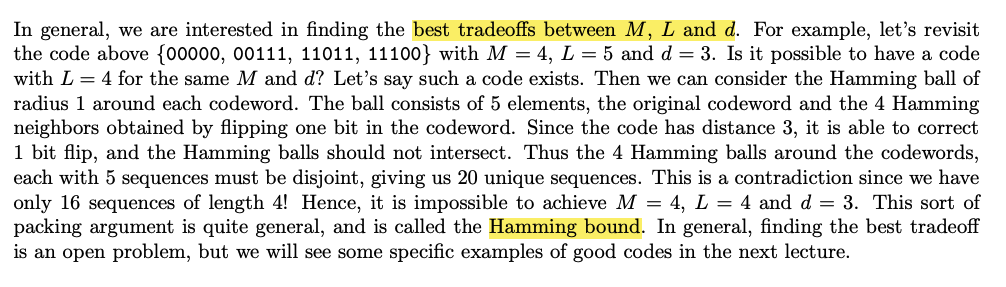 In general, we are interested in finding the best tradeoffs between M, L and d. For example, let's revisit
the code above {00000, 00111, 11011, 11100} with M = 4, L = 5 and d = 3. Is it possible to have a code
with L = 4 for the same M and d? Let's say such a code exists. Then we can consider the Hamming ball of
radius 1 around each codeword. The ball consists of 5 elements, the original codeword and the 4 Hamming
neighbors obtained by flipping one bit in the codeword. Since the code has distance 3, it is able to correct
1 bit flip, and the Hamming balls should not intersect. Thus the 4 Hamming balls around the codewords,
each with 5 sequences must be disjoint, giving us 20 unique sequences. This is a contradiction since we have
only 16 sequences of length 4! Hence, it is impossible to achieve M = 4, L = 4 and d = 3. This sort of
packing argument is quite general, and is called the Hamming bound. In general, finding the best tradeoff
is an open problem, but we will see some specific examples of good codes in the next lecture.